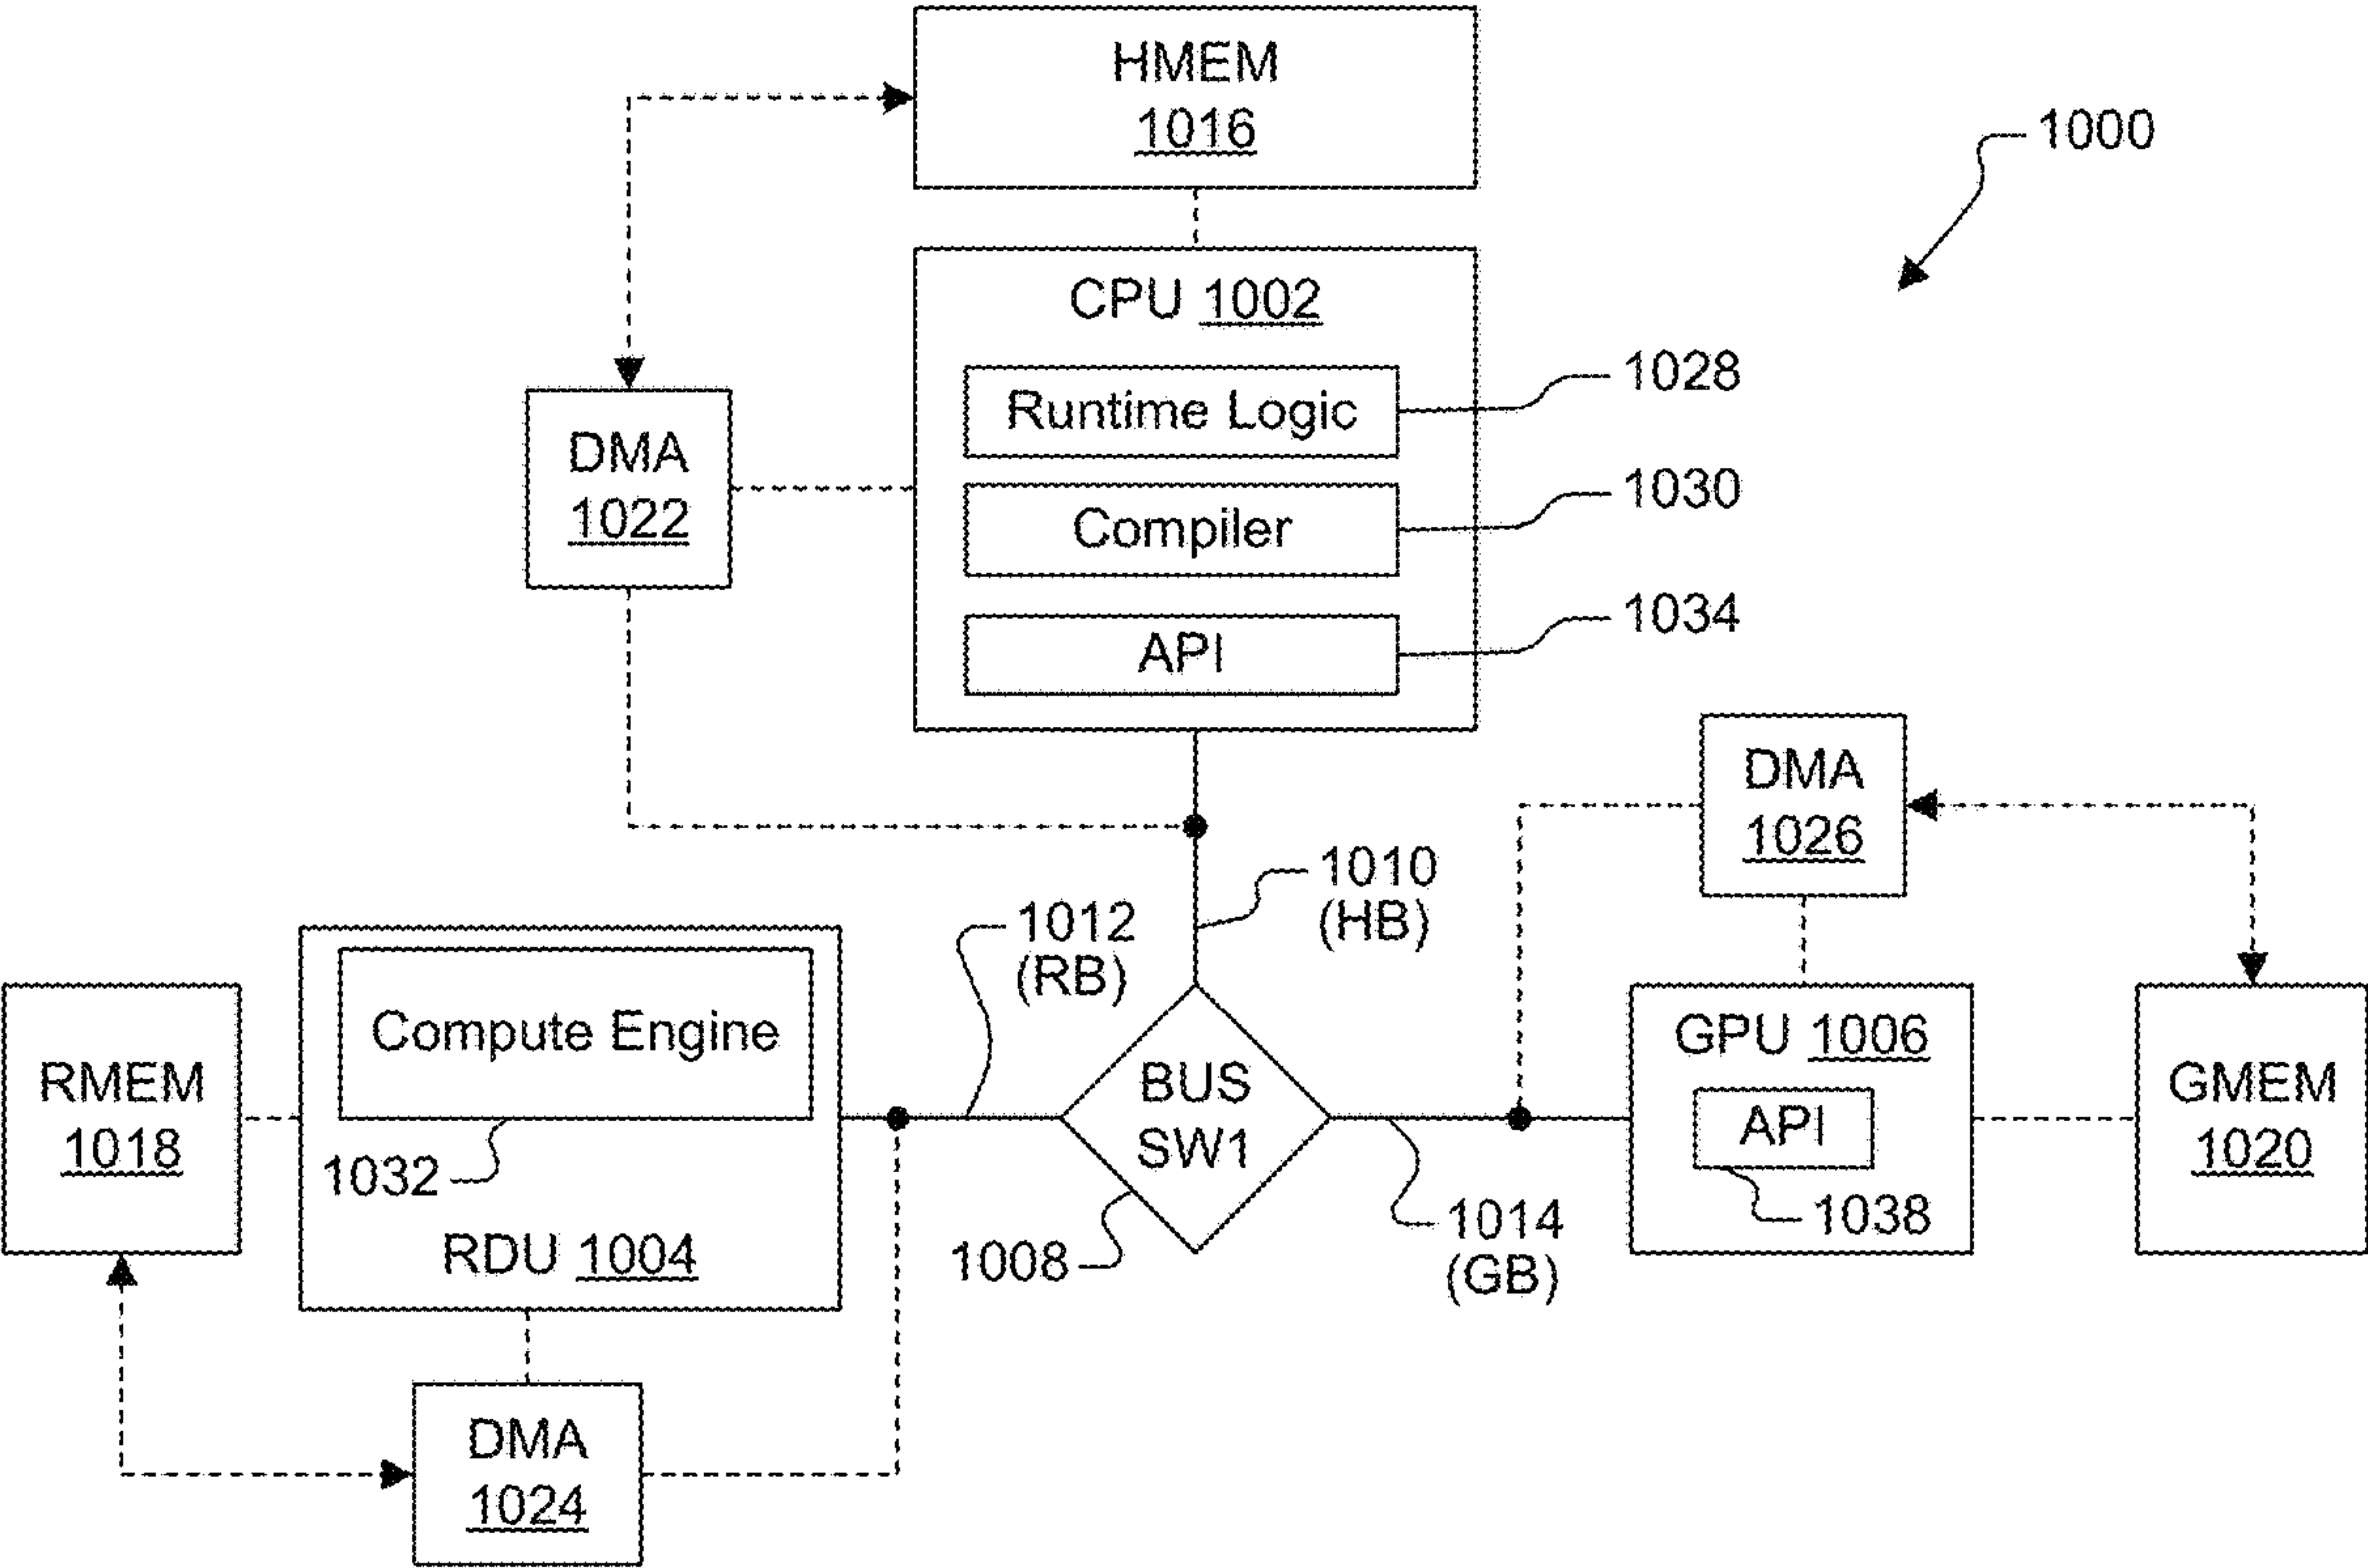 HMEM
1016
1000
CPU 1002
Runtime Logic
1028
Compiler
1030
API
1034
DMA
1022
DMA
1026
1010
(HB)
1012
(RB)
RMEM
1018
Compute Engine
1032
RDU 1004
BUS
SW1
1008
1014
(GB)
GPU 1006
API
1038
GMEM
1020
DMA
1024